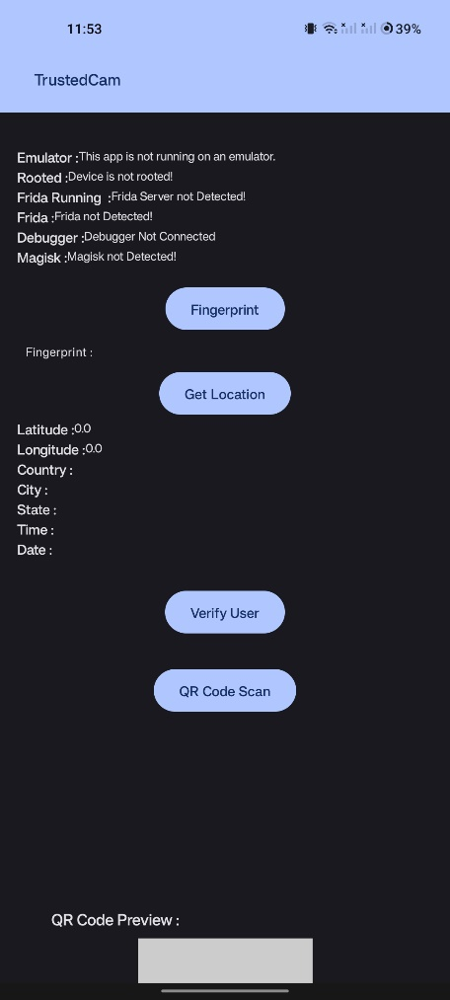 11:53
39%
TrustedCam
Emulator :This app is not running on an emulator.
Rooted :Device is not rooted!
Frida Running  :Frida Server not Detected!
Frida :Frida not Detected!
Debugger :Debugger Not Connected
Magisk :Magisk not Detected!
Fingerprint
Fingerprint :
Get Location
Latitude :0.0
Longitude :0.0
Country :
City :
State :
Time :
Date :
Verify User
QR Code Scan
QR Code Preview :